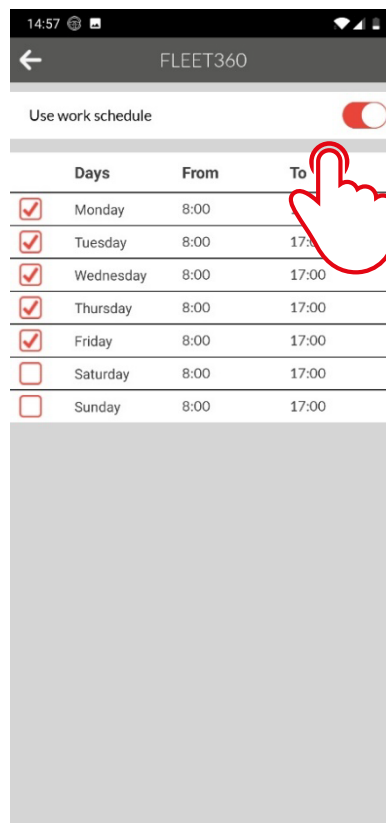 14:57
FLEET360
Use work schedule
Days From To
Monday 8:00
Tuesday 8:00
Wednesday 8:00 17:00
Thursday 8:00 17:00
Friday 8:00 17:00
Saturday 8:00 17:00
Sunday 8:00 17:00